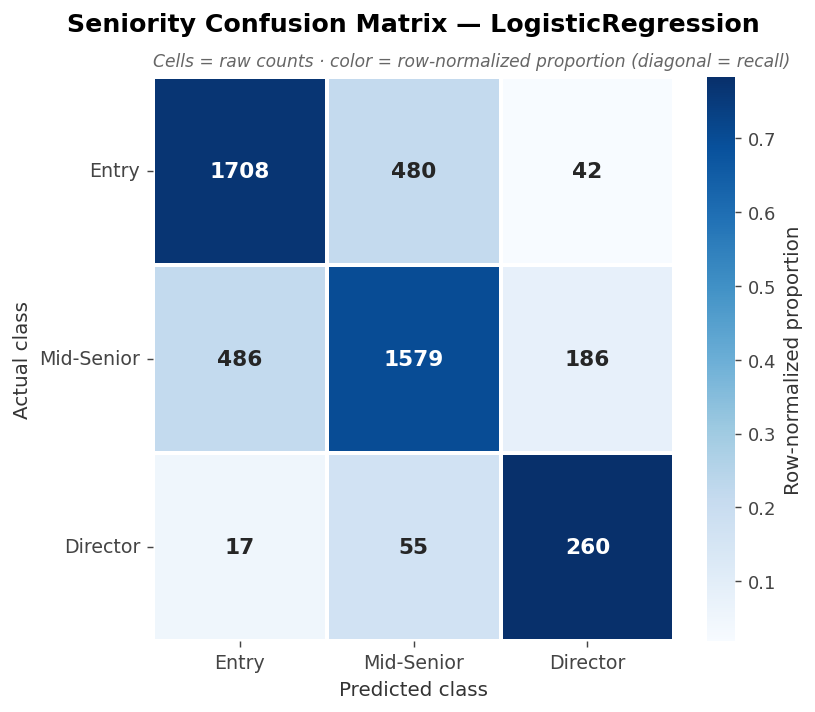 Seniority Confusion Matrix — LogisticRegression
Cells = raw counts · color = row-normalized proportion (diagonal = recall)
Actual class
Entry
1708
480
42
Mid-Senior
486
1579
186
Director
17
55
260
Entry
Mid-Senior
Director
Predicted class
0.7
0.6
0.5
0.4
0.3
0.2
0.1
Row-normalized proportion